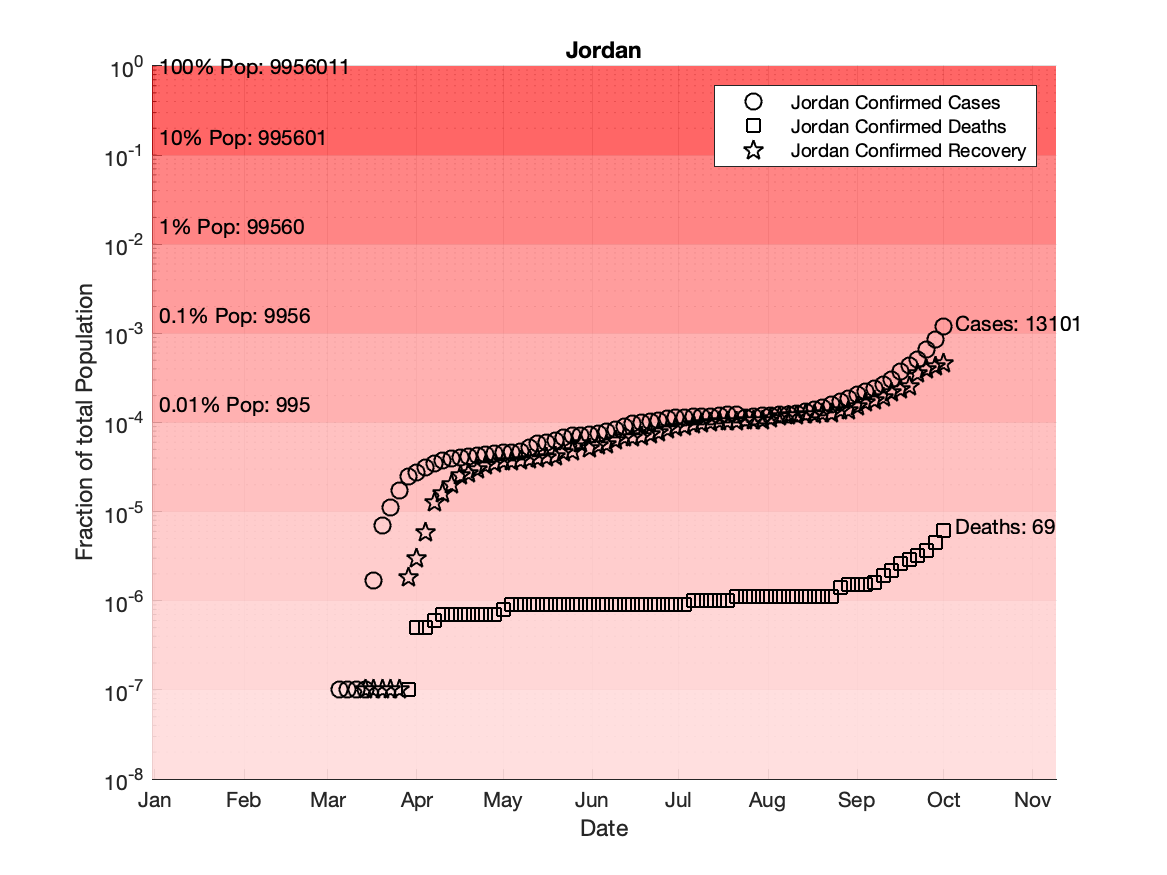 Jordan
10^0
100% Pop: 9956011
Jordan Confirmed Cases
Jordan Confirmed Deaths
Jordan Confirmed Recovery
10% Pop: 995601
10^-1
1% Pop: 99560
10^-2
0.1% Pop: 9956
10^-3
Cases: 13101
0.01% Pop: 995
10^-4
10^-5
Deaths: 69
10^-6
10^-7
10^-8
Fraction of total Population
Jan Feb Mar Apr May Jun Jul Aug Sep Oct Nov
Date